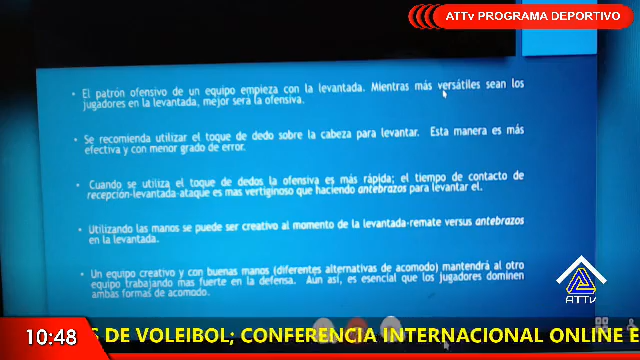 ATTv PROGRAMA DEPORTIVO
• El patrón ofensivo de un equipo empieza con la levantada. Mientras más versátiles sean los
jugadores en la levantada, mejor será la ofensiva.
• Se recomienda utilizar el toque de dedo sobre la cabeza para levantar. Esta manera es más
efectiva y con menor grado de error.
• Cuando se utiliza el toque de dedos la ofensiva es más rápida; el tiempo de contacto de
recepcion-levantada-ataque es mas vertiginoso que haciendo antebrazos para levantar el.
• Utilizando las manos se puede ser creativo al momento de la levantada-remate versus antebrazos
en la levantada.
• Un equipo creativo y con buenas manos (diferentes alternativas de acomodo) mantendrá al otro
equipo trabajando mas fuerte en la defensa. Aún así, es esencial que los jugadores dominen
ambas formas de acomodo.
ATTv
10:48
S DE VOLEIBOL; CONFERENCIA INTERNACIONAL ONLINE E